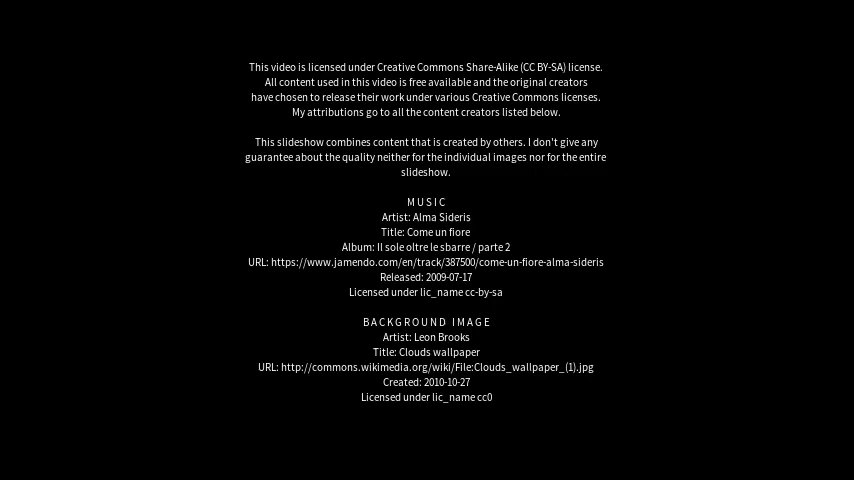 This video is licensed under Creative Commons Share-Alike (CC BY-SA) license.
All content used in this video is free available and the original creators
have chosen to release their work under various Creative Commons licenses.
My attributions go to all the content creators listed below.
This slideshow combines content that is created by others. I don't give any
guarantee about the quality neither for the individual images nor for the entire
slideshow.
MUSIC
Artist: Alma Sideris
Title: Come un fiore
Album: Il sole oltre le sbarre / parte 2
URL: https://www.jamendo.com/en/track/387500/come-un-fiore-alma-sideris
Released: 2009-07-17
Licensed under lic_name cc-by-sa
BACKGROUND IMAGE
Artist: Leon Brooks
Title: Clouds wallpaper
URL: http://commons.wikimedia.org/wiki/File:Clouds_wallpaper_(1).jpg
Created: 2010-10-27
Licensed under lic_name cc0